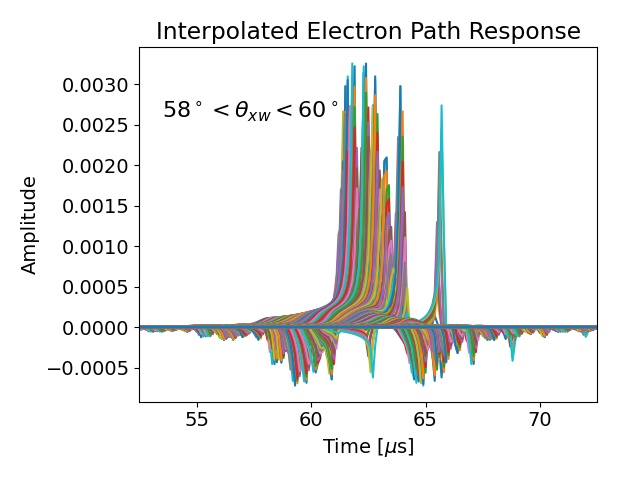 Interpolated Electron Path Response
58° < θxw < 60°
Amplitude
0.0030
0.0025
0.0020
0.0015
0.0010
0.0005
0.0000
−0.0005
55 60 65 70
Time [μs]